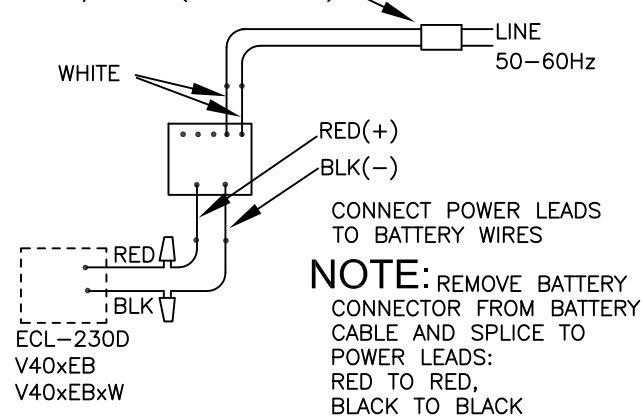 LINE
50-60Hz
WHITE
RED(+)
BLK(-)
CONNECT POWER LEADS
TO BATTERY WIRES
RED
BLK
NOTE: REMOVE BATTERY
CONNECTOR FROM BATTERY
CABLE AND SPLICE TO
POWER LEADS:
RED TO RED,
BLACK TO BLACK
ECL-230D
V40xEB
V40xEBxW